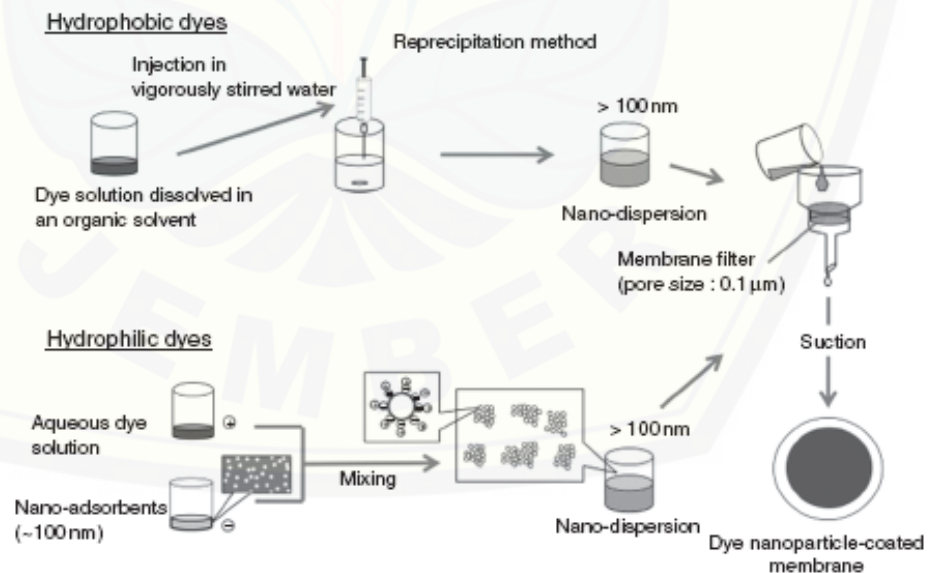 Hydrophobic dyes
Reprecipitation method
Injection in
vigorously stirred water
> 100 nm
Dye solution dissolved in
an organic solvent
Nano-dispersion
Membrane filter
(pore size : 0.1 μm)
Suction
Hydrophilic dyes
Aqueous dye
solution
⊕
> 100 nm
Mixing
Nano-adsorbents
(~100 nm)
⊖
Nano-dispersion
Dye nanoparticle-coated
membrane
JEMBER